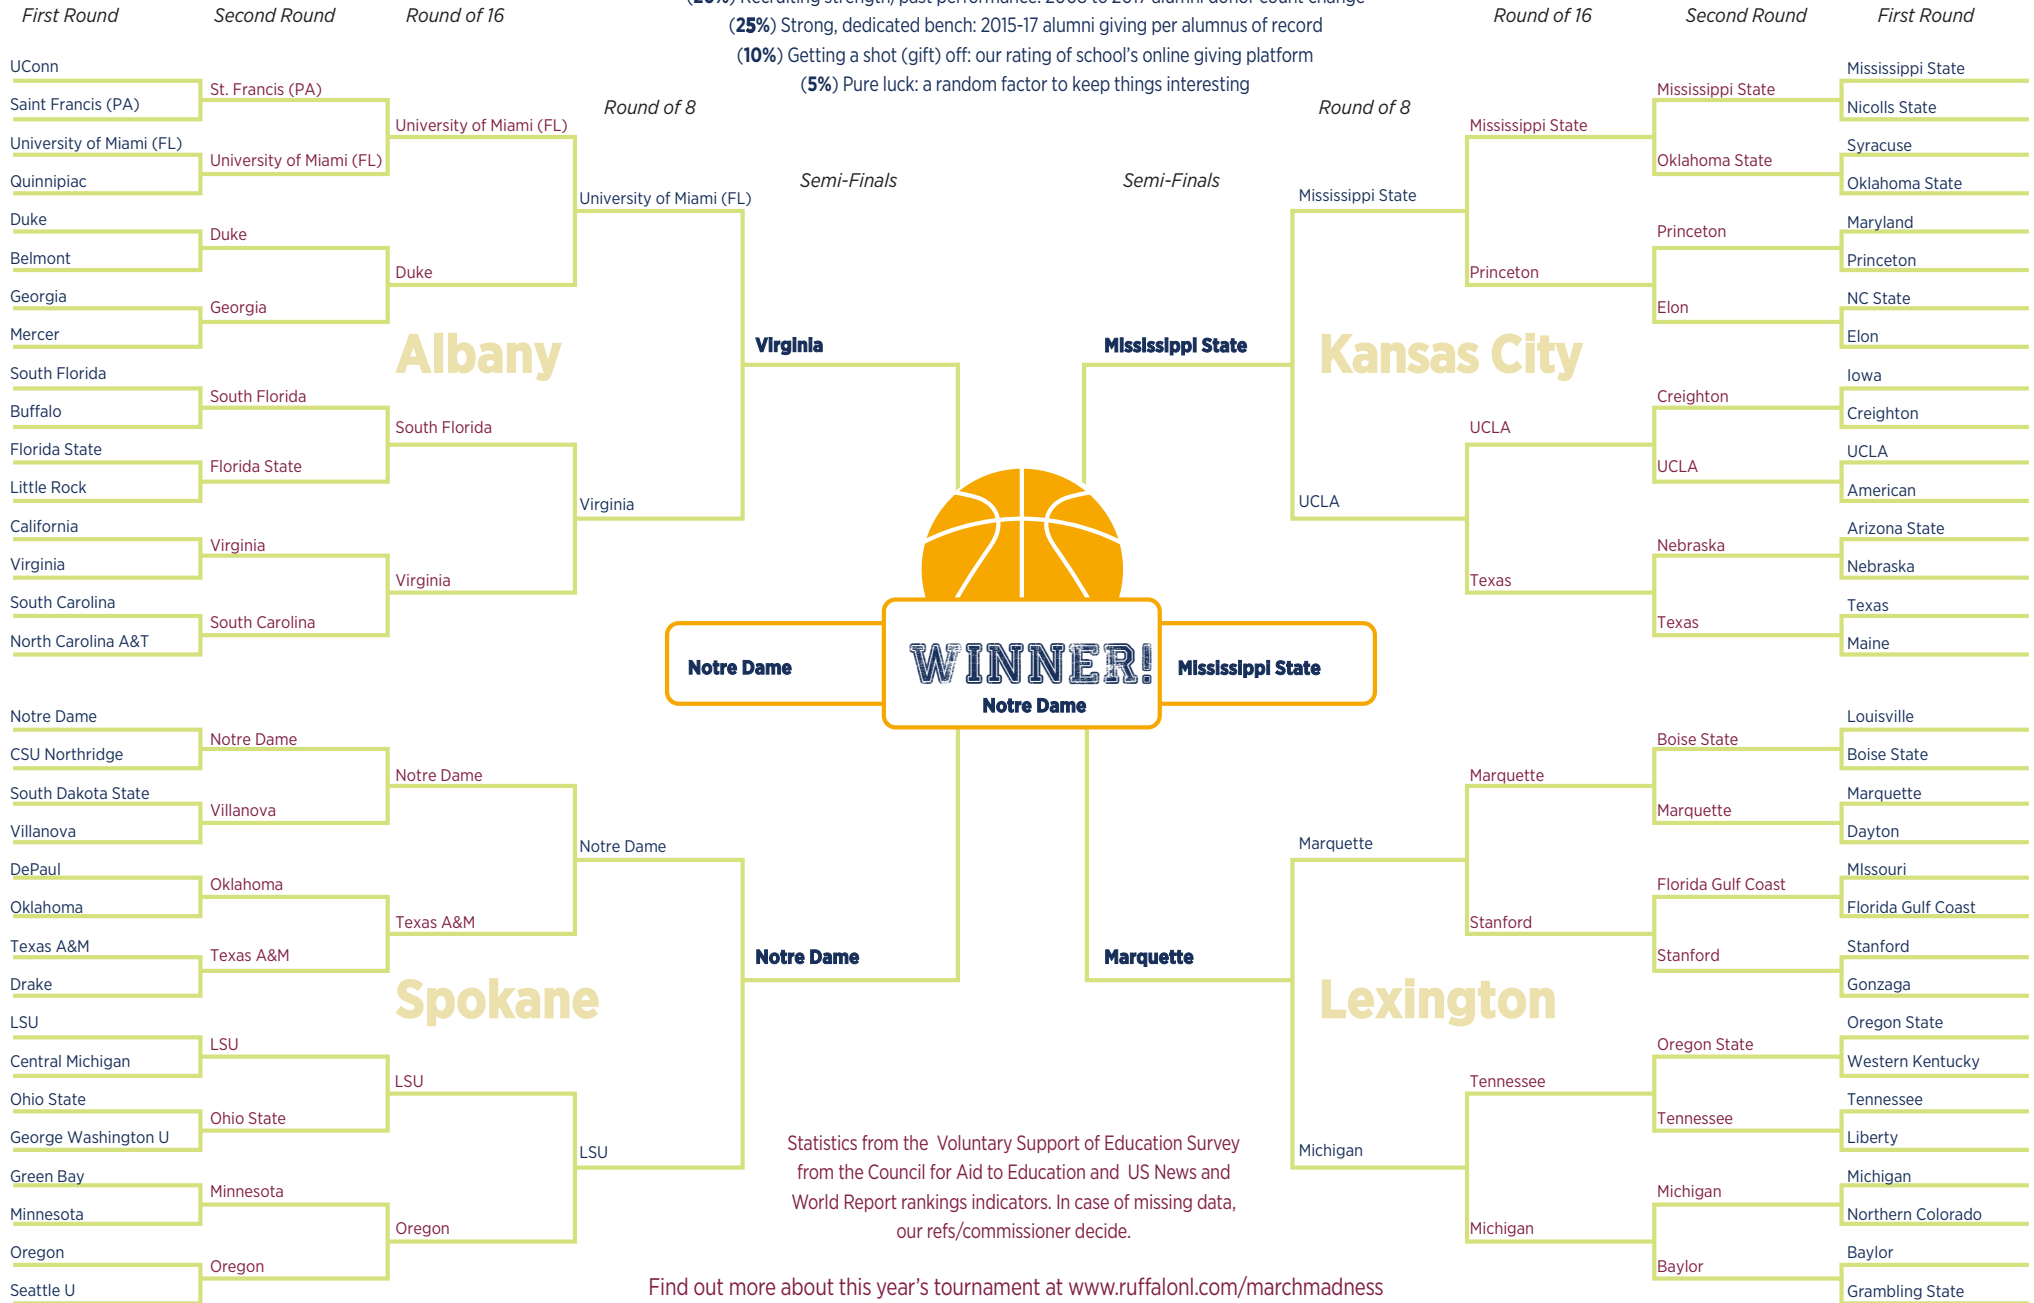 First Round
Second Round
Round of 16
(25%) Strong, dedicated bench: 2015-17 alumni giving per alumnus of record
(10%) Getting a shot (gift) off: our rating of school's online giving platform
(5%) Pure luck: a random factor to keep things interesting
Round of 16
Second Round
First Round
Round of 8
Semi-Finals
Semi-Finals
Round of 8
UConn
Saint Francis (PA)
University of Miami (FL)
Quinnipiac
Duke
Belmont
Georgia
Mercer
South Florida
Buffalo
Florida State
Little Rock
California
Virginia
South Carolina
North Carolina A&T
St. Francis (PA)
University of Miami (FL)
Duke
Georgia
South Florida
Florida State
Virginia
South Carolina
University of Miami (FL)
Duke
South Florida
Virginia
University of Miami (FL)
Virginia
Albany
Virginia
Notre Dame
CSU Northridge
South Dakota State
Villanova
DePaul
Oklahoma
Texas A&M
Drake
LSU
Central Michigan
Ohio State
George Washington U
Green Bay
Minnesota
Oregon
Seattle U
Notre Dame
Villanova
Oklahoma
Texas A&M
LSU
Ohio State
Minnesota
Oregon
Notre Dame
Texas A&M
LSU
Oregon
Notre Dame
LSU
Spokane
Notre Dame
Notre Dame
WINNER!
Notre Dame
Mississippi State
Mississippi State
Kansas City
Mississippi State
UCLA
Mississippi State
Princeton
UCLA
Texas
Mississippi State
Oklahoma State
Princeton
Elon
Creighton
UCLA
Nebraska
Texas
Mississippi State
Nicolls State
Syracuse
Oklahoma State
Maryland
Princeton
NC State
Elon
Iowa
Creighton
UCLA
American
Arizona State
Nebraska
Texas
Maine
Marquette
Lexington
Marquette
Michigan
Marquette
Stanford
Tennessee
Michigan
Boise State
Marquette
Florida Gulf Coast
Stanford
Oregon State
Tennessee
Michigan
Baylor
Louisville
Boise State
Marquette
Dayton
MIssouri
Florida Gulf Coast
Stanford
Gonzaga
Oregon State
Western Kentucky
Tennessee
Liberty
Michigan
Northern Colorado
Baylor
Grambling State
Statistics from the Voluntary Support of Education Survey
from the Council for Aid to Education and US News and
World Report rankings indicators. In case of missing data,
our refs/commissioner decide.
Find out more about this year's tournament at www.ruffalonl.com/marchmadness